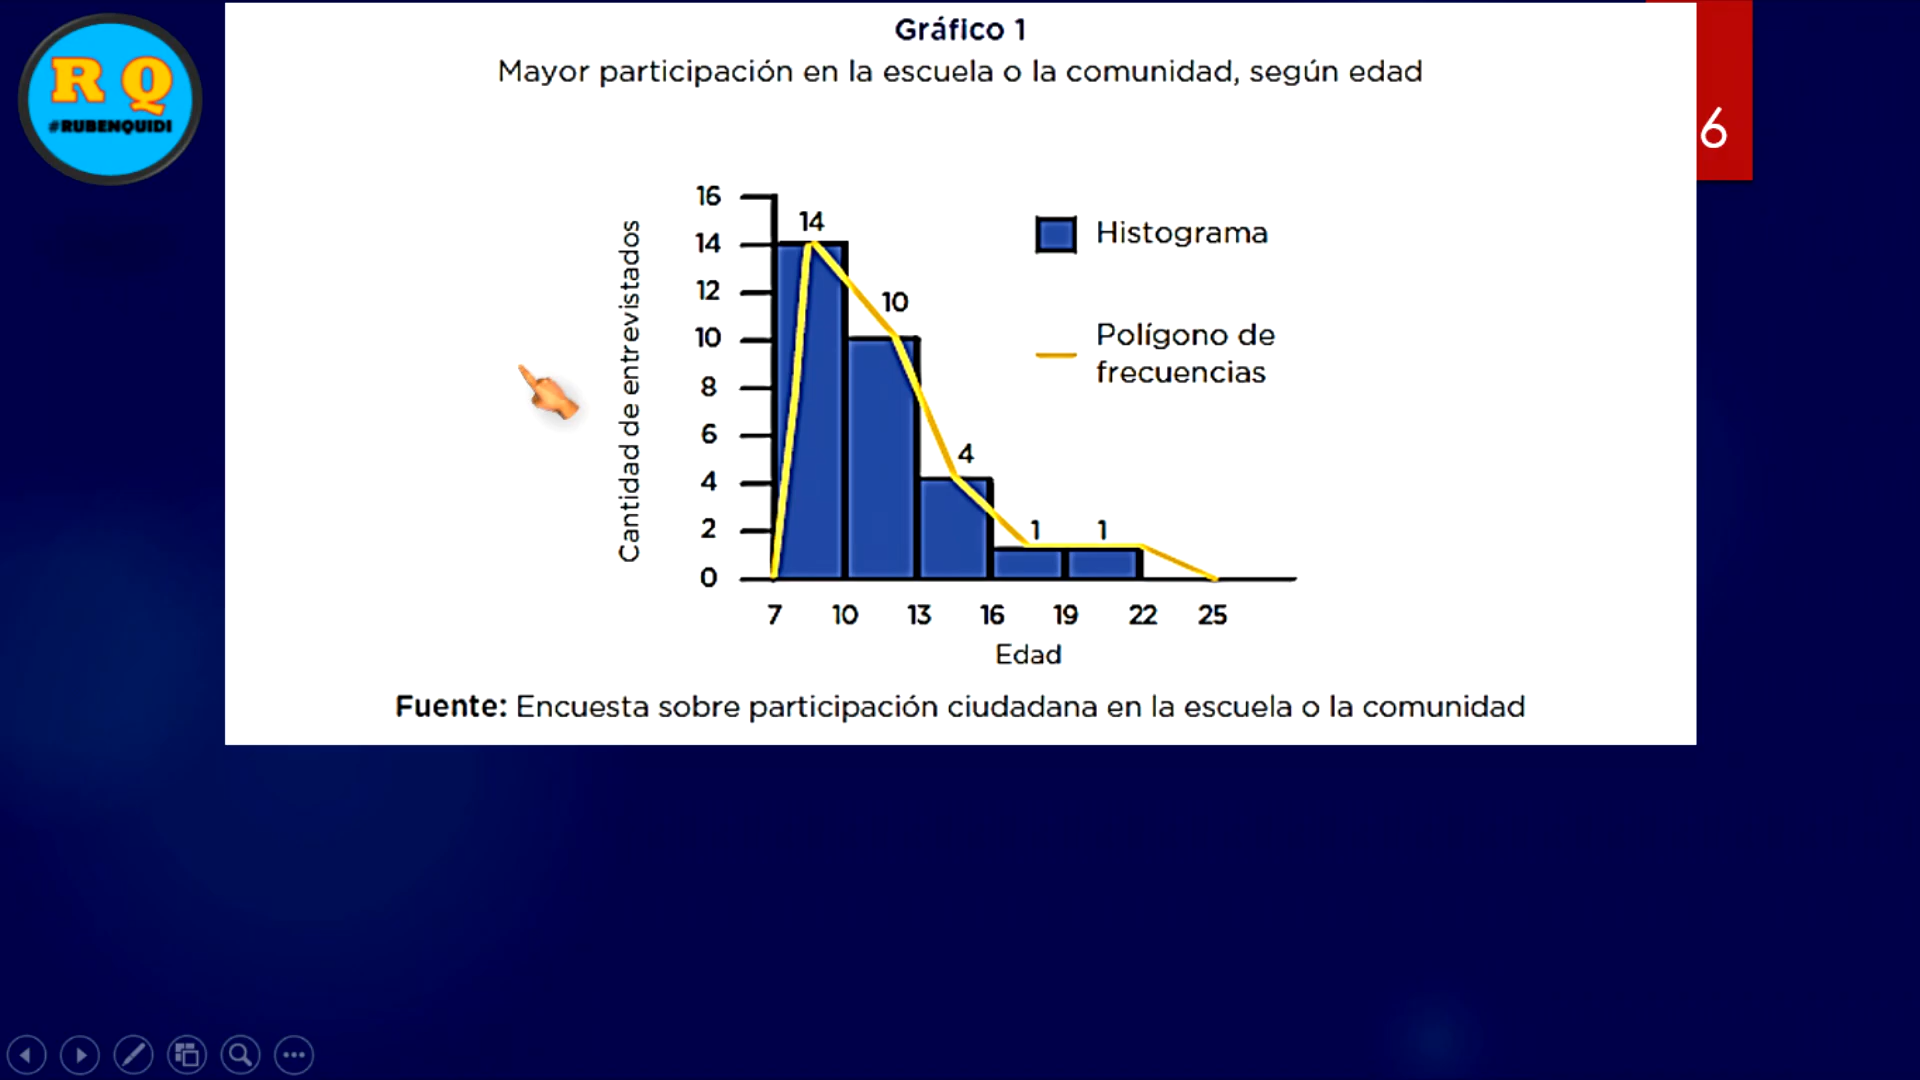 R Q
#RUBENQUIDI
Gráfico 1
Mayor participación en la escuela o la comunidad, según edad
6
Cantidad de entrevistados
16
14
12
10
8
6
4
2
0
14
10
4
1
1
Histograma
Polígono de
frecuencias
7 10 13 16 19 22 25
Edad
Fuente: Encuesta sobre participación ciudadana en la escuela o la comunidad